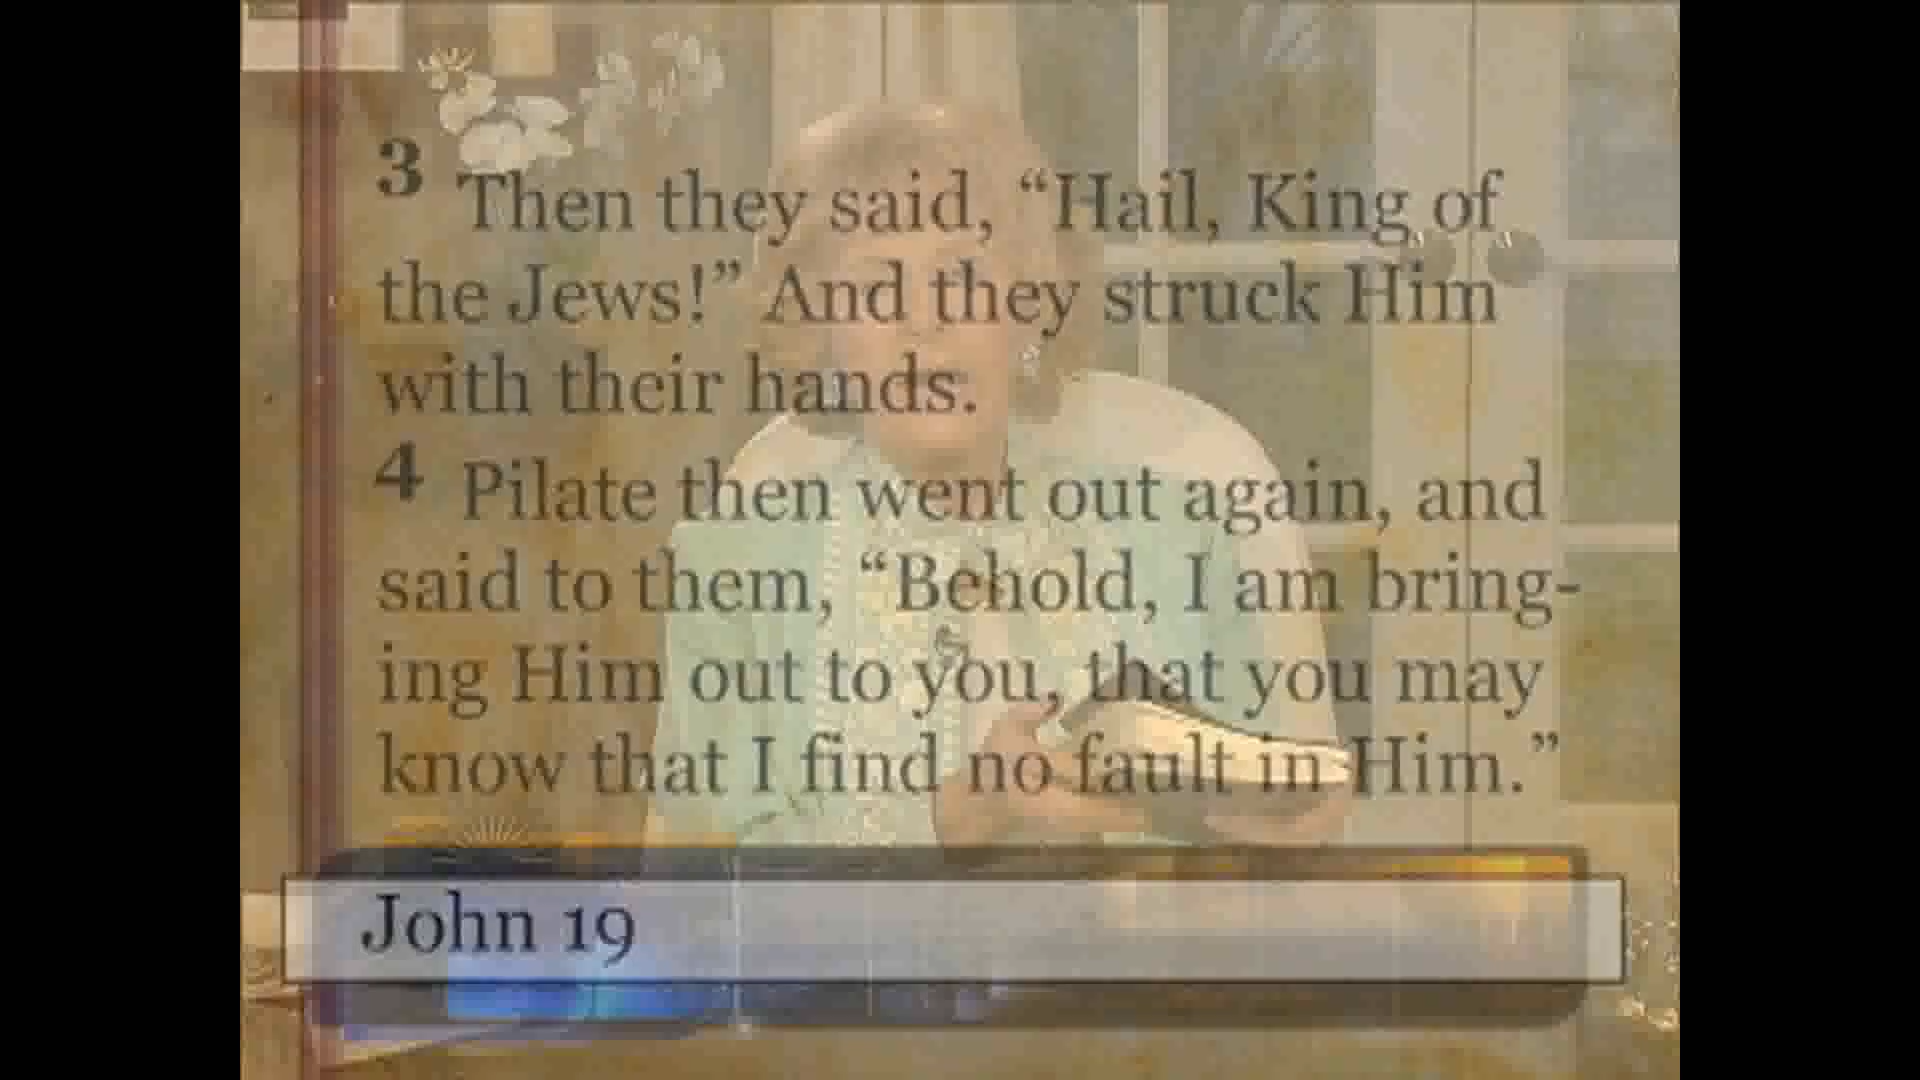 3 Then they said, “Hail, King of
the Jews!” And they struck Him
with their hands.
4 Pilate then went out again, and
said to them, “Behold, I am bring-
ing Him out to you, that you may
know that I find no fault in Him.”
John 19